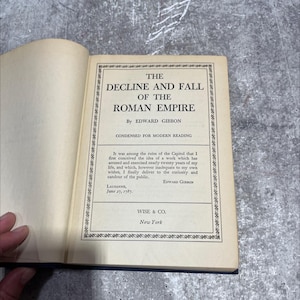 THE
DECLINE AND FALL
OF THE
ROMAN EMPIRE
By EDWARD GIBBON
CONDENSED FOR MODERN READING
It was among the ruins of the Capitol that I
first conceived the idea of a work which has
amused and exercised nearly twenty years of my
life, and which, however inadequate to my own
wishes, I finally deliver to the curiosity and
candour of the public.
EDWARD GIBBON
LAUSANNE,
June 27, 1787.
WISE & CO.
New York